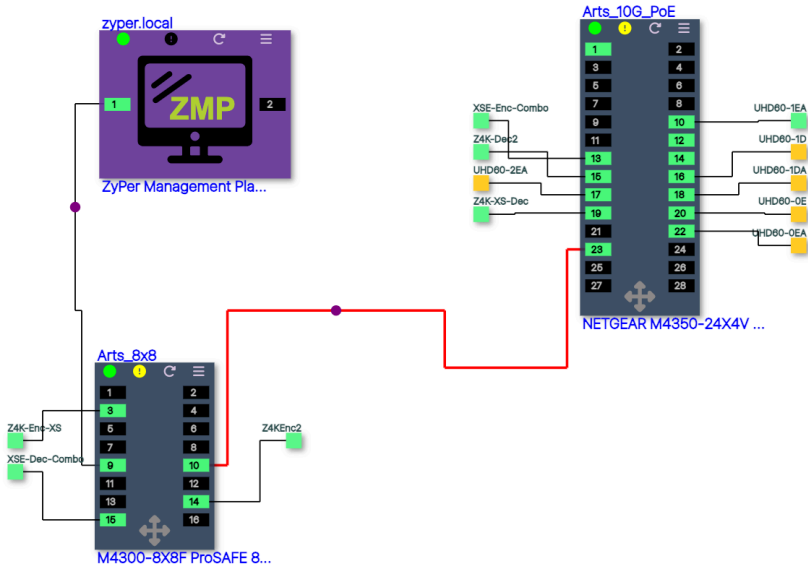 zyper.local
!
1
ZMP
2
ZyPer Management Pla...
Arts_10G_PoE
!
1 2
3 4
5 6
7 8
9 10
11 12
13 14
15 16
17 18
19 20
21 22
23 24
25 26
27 28
XSE-Enc-Combo
Z4K-Dec2
UHD60-2EA
Z4K-XS-Dec
UHD60-1EA
UHD60-1D
UHD60-1DA
UHD60-0E
UHD60-0EA
NETGEAR M4350-24X4V ...
Arts_8x8
!
1 2
3 4
5 6
7 8
9 10
11 12
13 14
15 16
Z4K-Enc-XS
XSE-Dec-Combo
Z4KEnc2
M4300-8X8F ProSAFE 8...